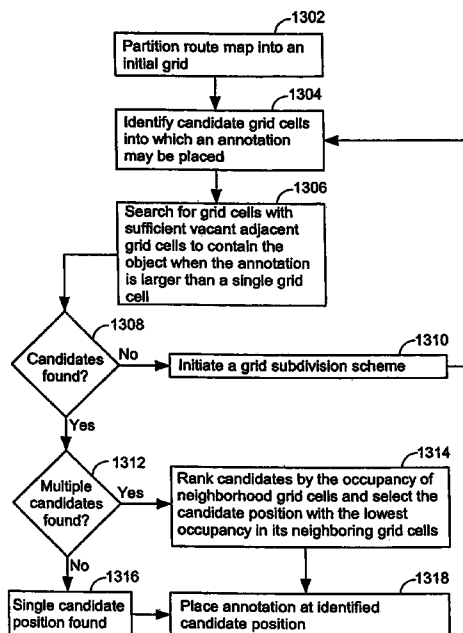 1302
Partition route map into an
initial grid
1304
Identify candidate grid cells
into which an annotation
may be placed
1306
Search for grid cells with
sufficient vacant adjacent
grid cells to contain the
object when the annotation
is larger than a single grid
cell
1308
Candidates
found?
No
1310
Initiate a grid subdivision scheme
Yes
1312
Multiple
candidates
found?
Yes
1314
Rank candidates by the occupancy of
neighborhood grid cells and select the
candidate position with the lowest
occupancy in its neighboring grid cells
No
1316
Single candidate
position found
1318
Place annotation at identified
candidate position